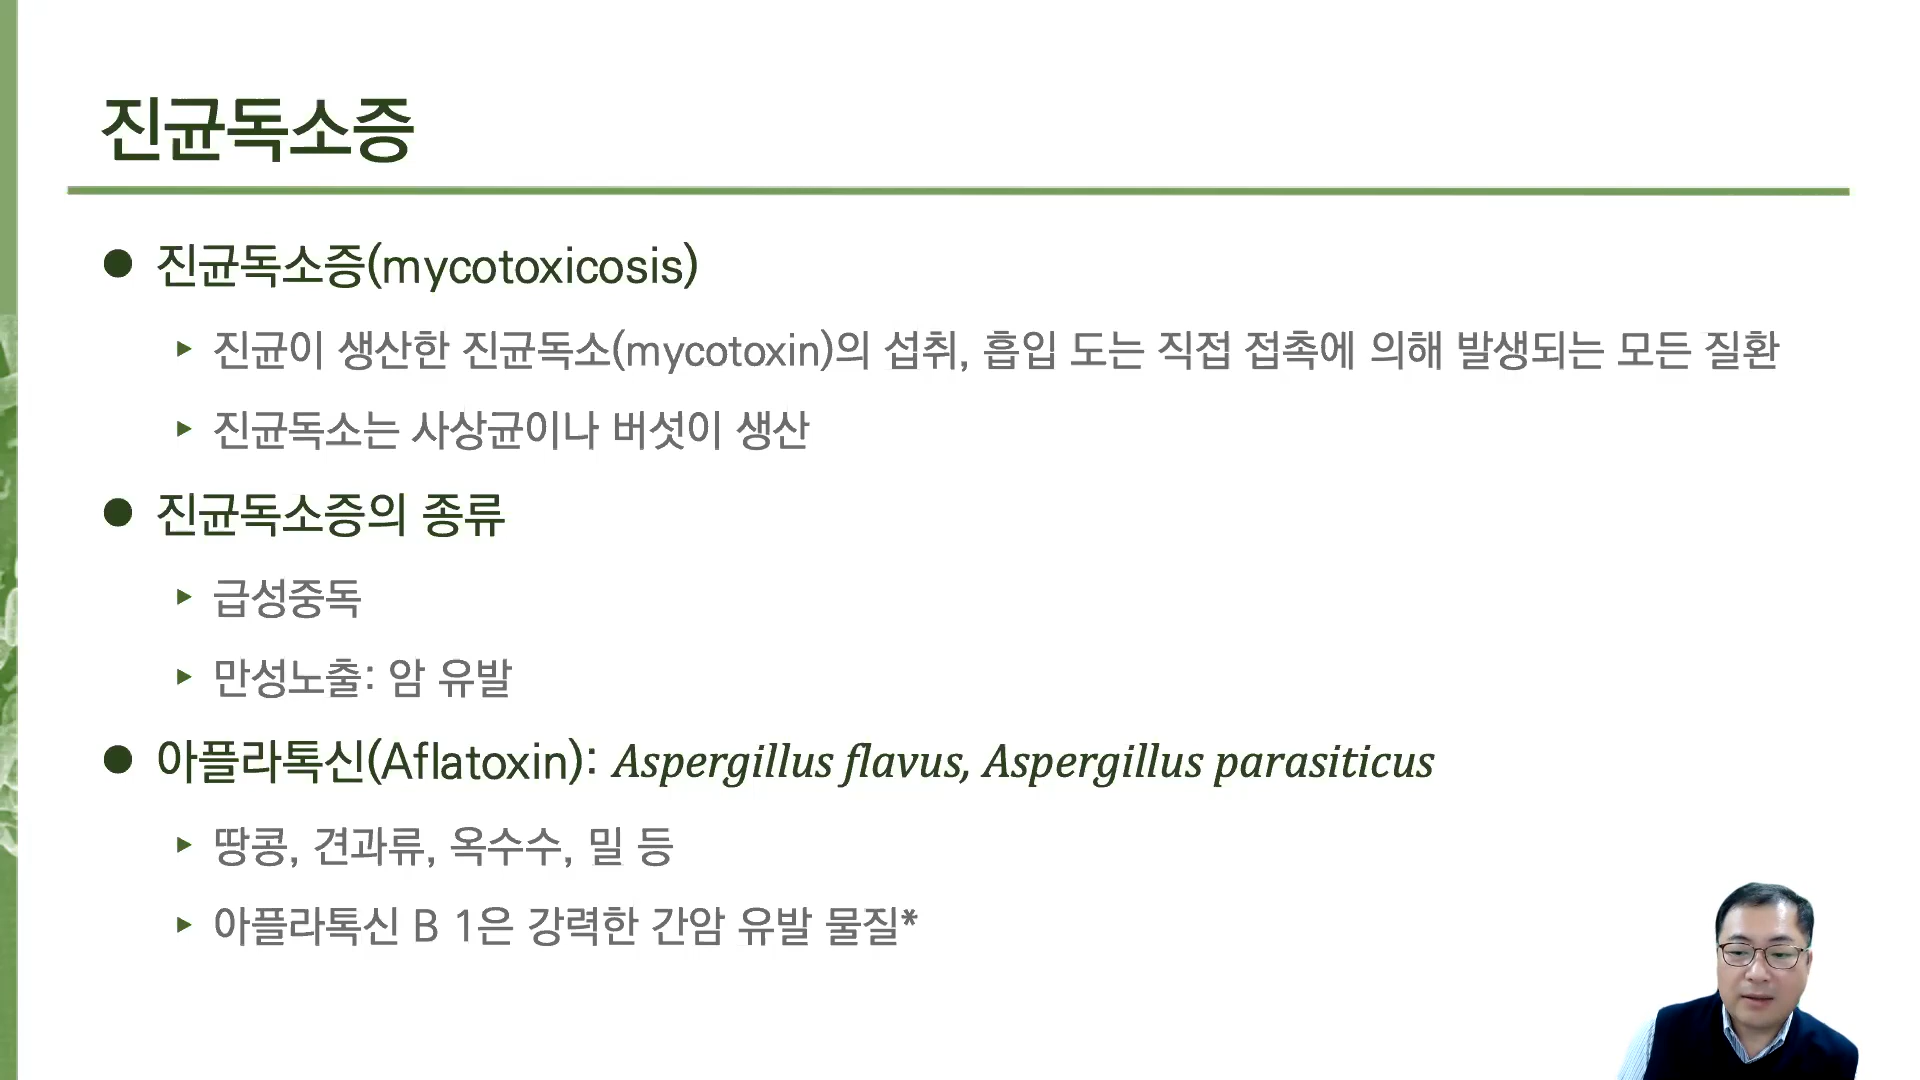 진균독소증
● 진균독소증(mycotoxicosis)
▸ 진균이 생산한 진균독소(mycotoxin)의 섭취, 흡입 도는 직접 접촉에 의해 발생되는 모든 질환
▸ 진균독소는 사상균이나 버섯이 생산
● 진균독소증의 종류
▸ 급성중독
▸ 만성노출: 암 유발
● 아플라톡신(Aflatoxin): Aspergillus flavus, Aspergillus parasiticus
▸ 땅콩, 견과류, 옥수수, 밀 등
▸ 아플라톡신 B 1은 강력한 간암 유발 물질*